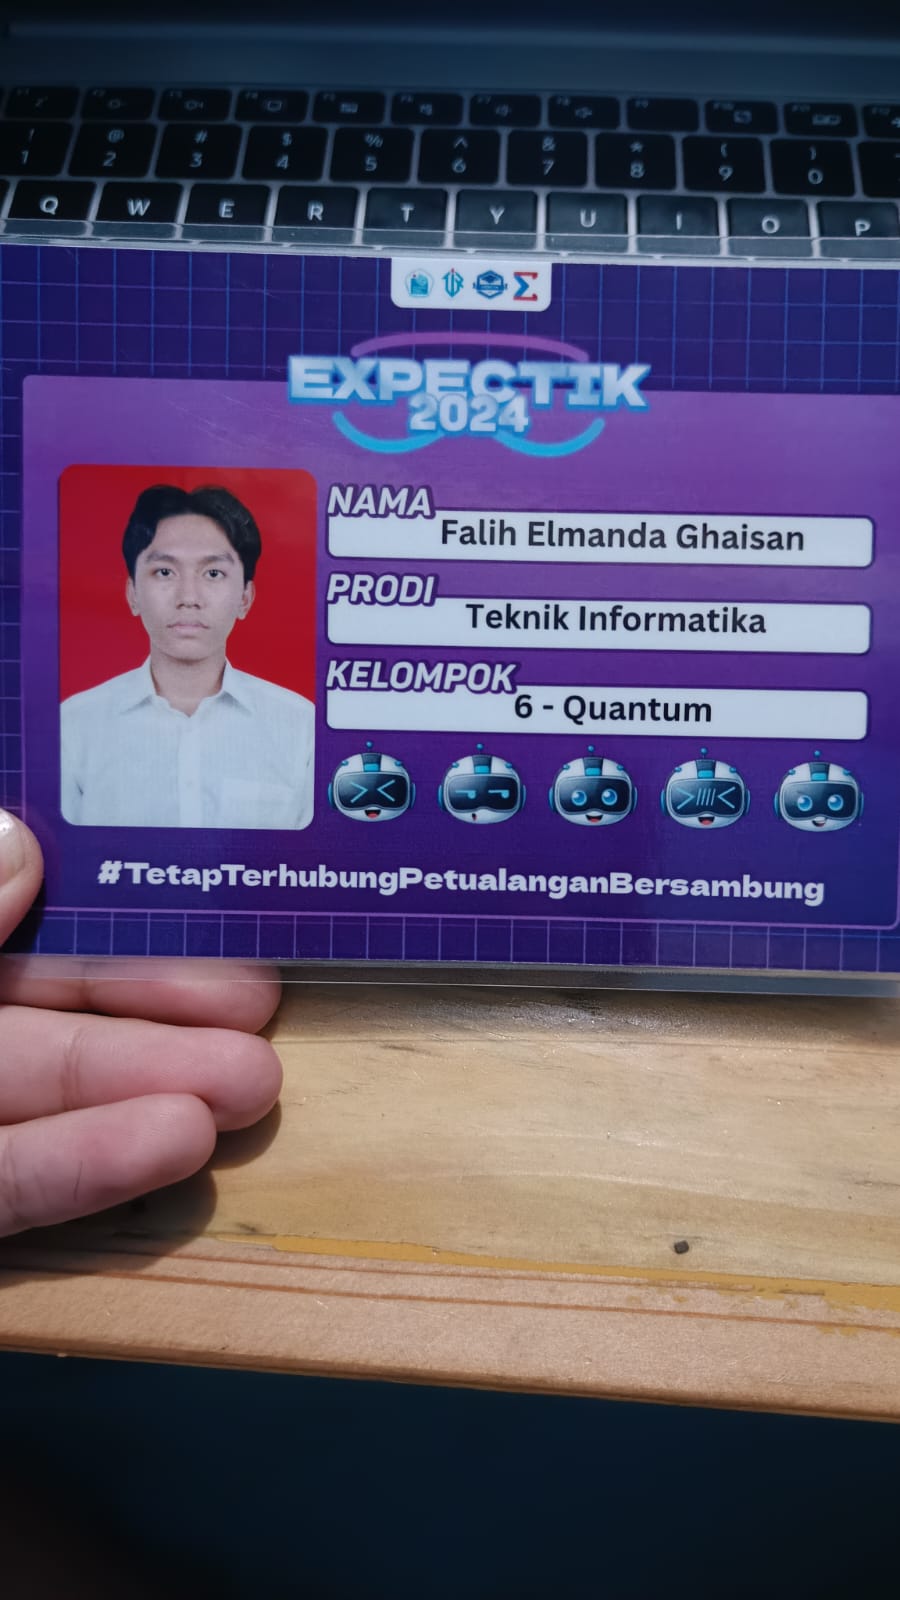 ! @ # $ % ^ & * ( )
1 2 3 4 5 6 7 8 9 0
Q W E R T Y U I O P
EXPECTIK
2024
NAMA
Falih Elmanda Ghaisan
PRODI
Teknik Informatika
KELOMPOK
6 - Quantum
#TetapTerhubungPetualanganBersambung